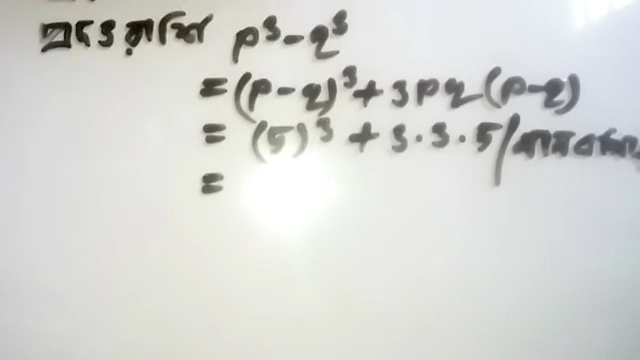 প্রদত্ত রাশি p³ - q³
= (p - q)³ + 3pq (p - q)
= (5)³ + 3.3.5
=